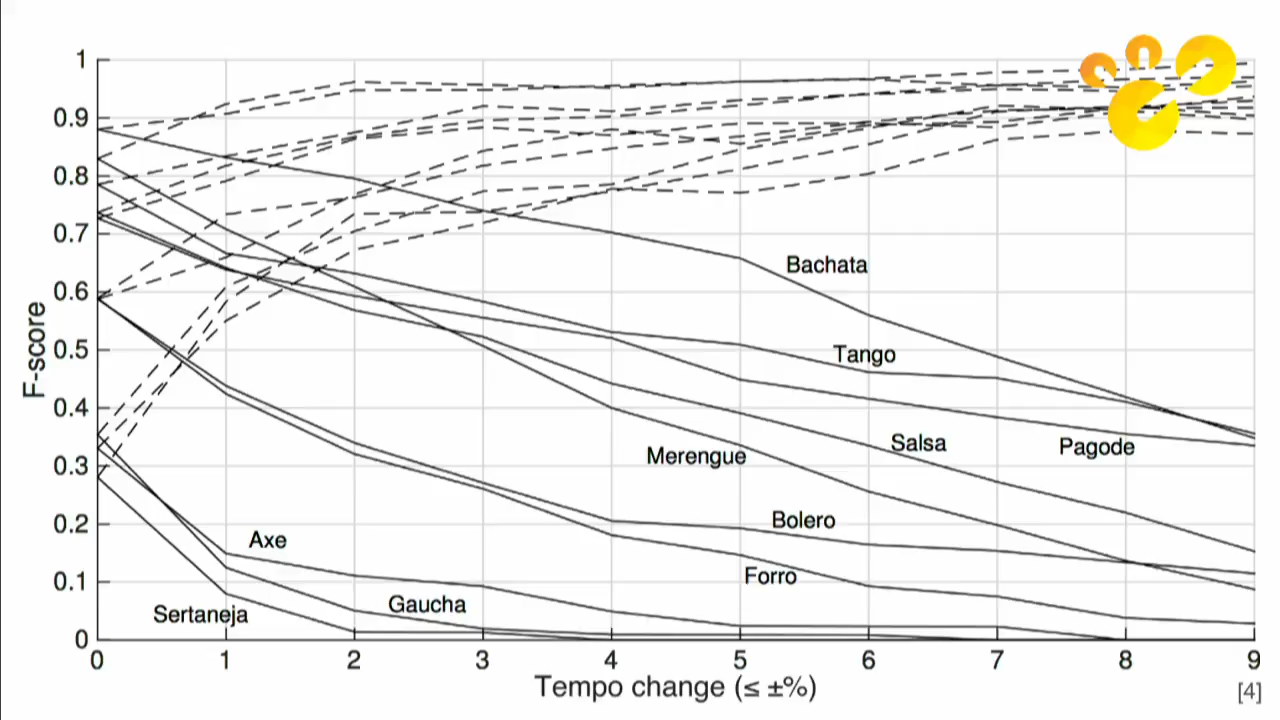 1
0.9
0.8
0.7
0.6
0.5
0.4
0.3
0.2
0.1
0
F-score
Bachata
Tango
Salsa
Pagode
Merengue
Bolero
Axe
Forro
Gaucha
Sertaneja
0 1 2 3 4 5 6 7 8 9
Tempo change (≤ ±%)
[4]